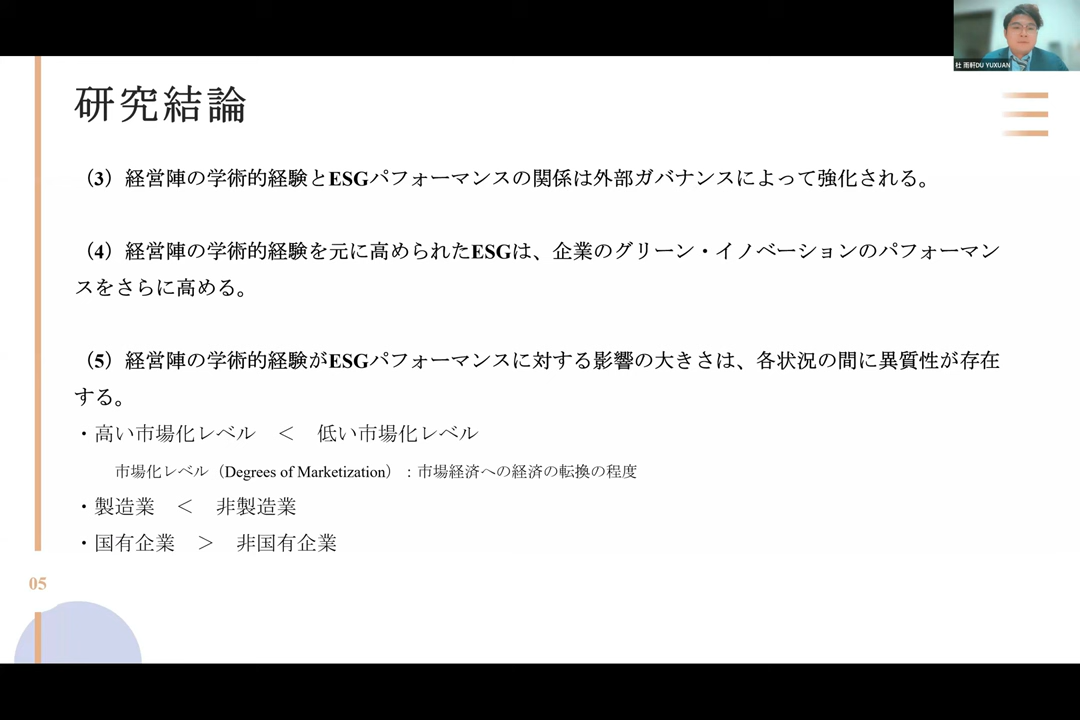 杜 雨軒DU YUXUAN
研究結論
（3）経営陣の学術的経験とESGパフォーマンスの関係は外部ガバナンスによって強化される。
（4）経営陣の学術的経験を元に高められたESGは、企業のグリーン・イノベーションのパフォーマン
スをさらに高める。
（5）経営陣の学術的経験がESGパフォーマンスに対する影響の大きさは、各状況の間に異質性が存在
する。
・高い市場化レベル　＜　低い市場化レベル
市場化レベル（Degrees of Marketization）：市場経済への経済の転換の程度
・製造業　＜　非製造業
・国有企業　＞　非国有企業
05